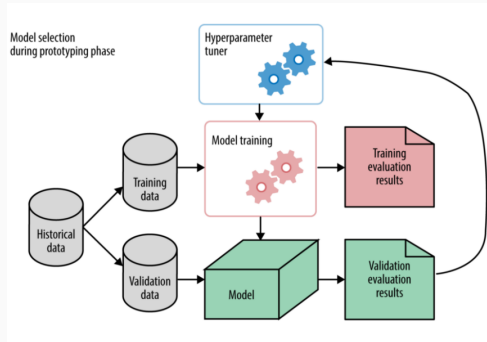 Model selection
during prototyping phase
Hyperparameter
tuner
Model training
Training
data
Training
evaluation
results
Historical
data
Validation
data
Model
Validation
evaluation
results